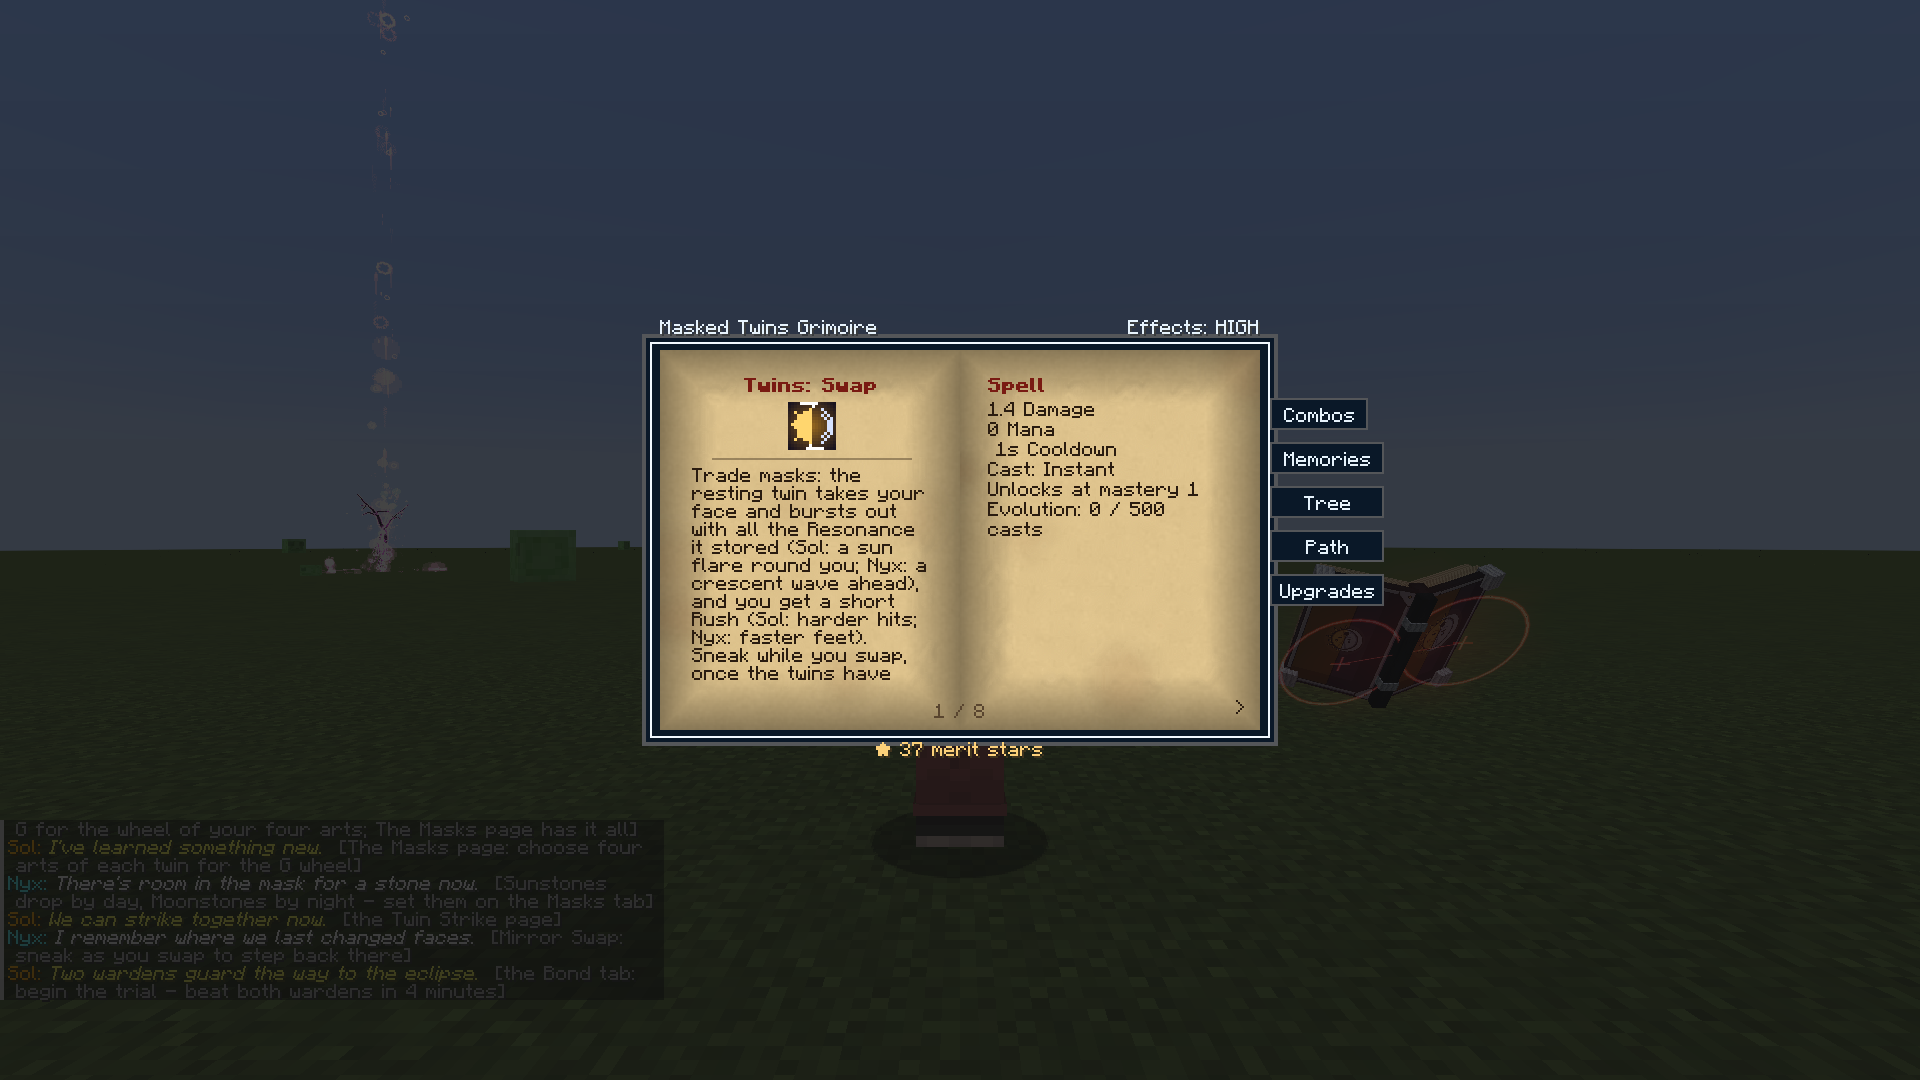 Masked Twins Grimoire
Effects: HIGH
Twins: Swap
Trade masks: the
resting twin takes your
face and bursts out
with all the Resonance
it stored (Sol: a sun
flare round you; Nyx: a
crescent wave ahead),
and you get a short
Rush (Sol: harder hits;
Nyx: faster feet).
Sneak while you swap,
once the twins have
Spell
1.4 Damage
0 Mana
1s Cooldown
Cast: Instant
Unlocks at mastery 1
Evolution: 0 / 500
casts
1 / 8
>
Combos
Memories
Tree
Path
Upgrades
37 merit stars
G for the wheel of your four arts; The Masks page has it all]
Sol: I've learned something new. [The Masks page: choose four
arts of each twin for the G wheel]
Nyx: There's room in the mask for a stone now. [Sunstones
drop by day, Moonstones by night – set them on the Masks tab]
Sol: We can strike together now. [the Twin Strike page]
Nyx: I remember where we last changed faces. [Mirror Swap:
sneak as you swap to step back there]
Sol: Two wardens guard the way to the eclipse. [the Bond tab:
begin the trial – beat both wardens in 4 minutes]